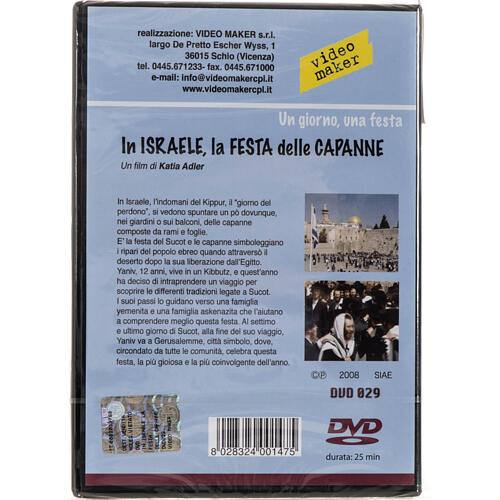 realizzazione: VIDEO MAKER s.r.l.
largo De Pretto Escher Wyss, 1
36015 Schio (Vicenza)
tel. 0445.671233- fax. 0445.671000
e-mail: info@videomakercpl.it
www.videomakercpl.it
video
maker
Un giorno, una festa
In ISRAELE, la FESTA delle CAPANNE
Un film di Katia Adler
In Israele, l'indomani del Kippur, il "giorno del
perdono", si vedono spuntare un pò dovunque,
nei giardini o sui balconi, delle capanne
composte da rami e foglie.
E' la festa del Sucot e le capanne simboleggiano
i ripari del popolo ebreo quando attraversò il
deserto dopo la sua liberazione dall'Egitto.
Yaniv, 12 anni, vive in un Kibbutz, e quest'anno
ha deciso di intraprendere un viaggio per
scoprire le differenti tradizioni legate a Sucot.
I suoi passi lo guidano verso una famiglia
yemenita e una famiglia askenazita che l'aiutano
a comprendere meglio questa festa. Al settimo
e ultimo giorno di Sucot, alla fine del suo viaggio,
Yaniv va a Gerusalemme, città simbolo, dove,
circondato da tutte le comunità, celebra questa
festa, la più gioiosa e la più coinvolgente dell'anno.
©℗ 2008 SIAE
DVD 029
8 028324 001475
DVD
durata: 25 min